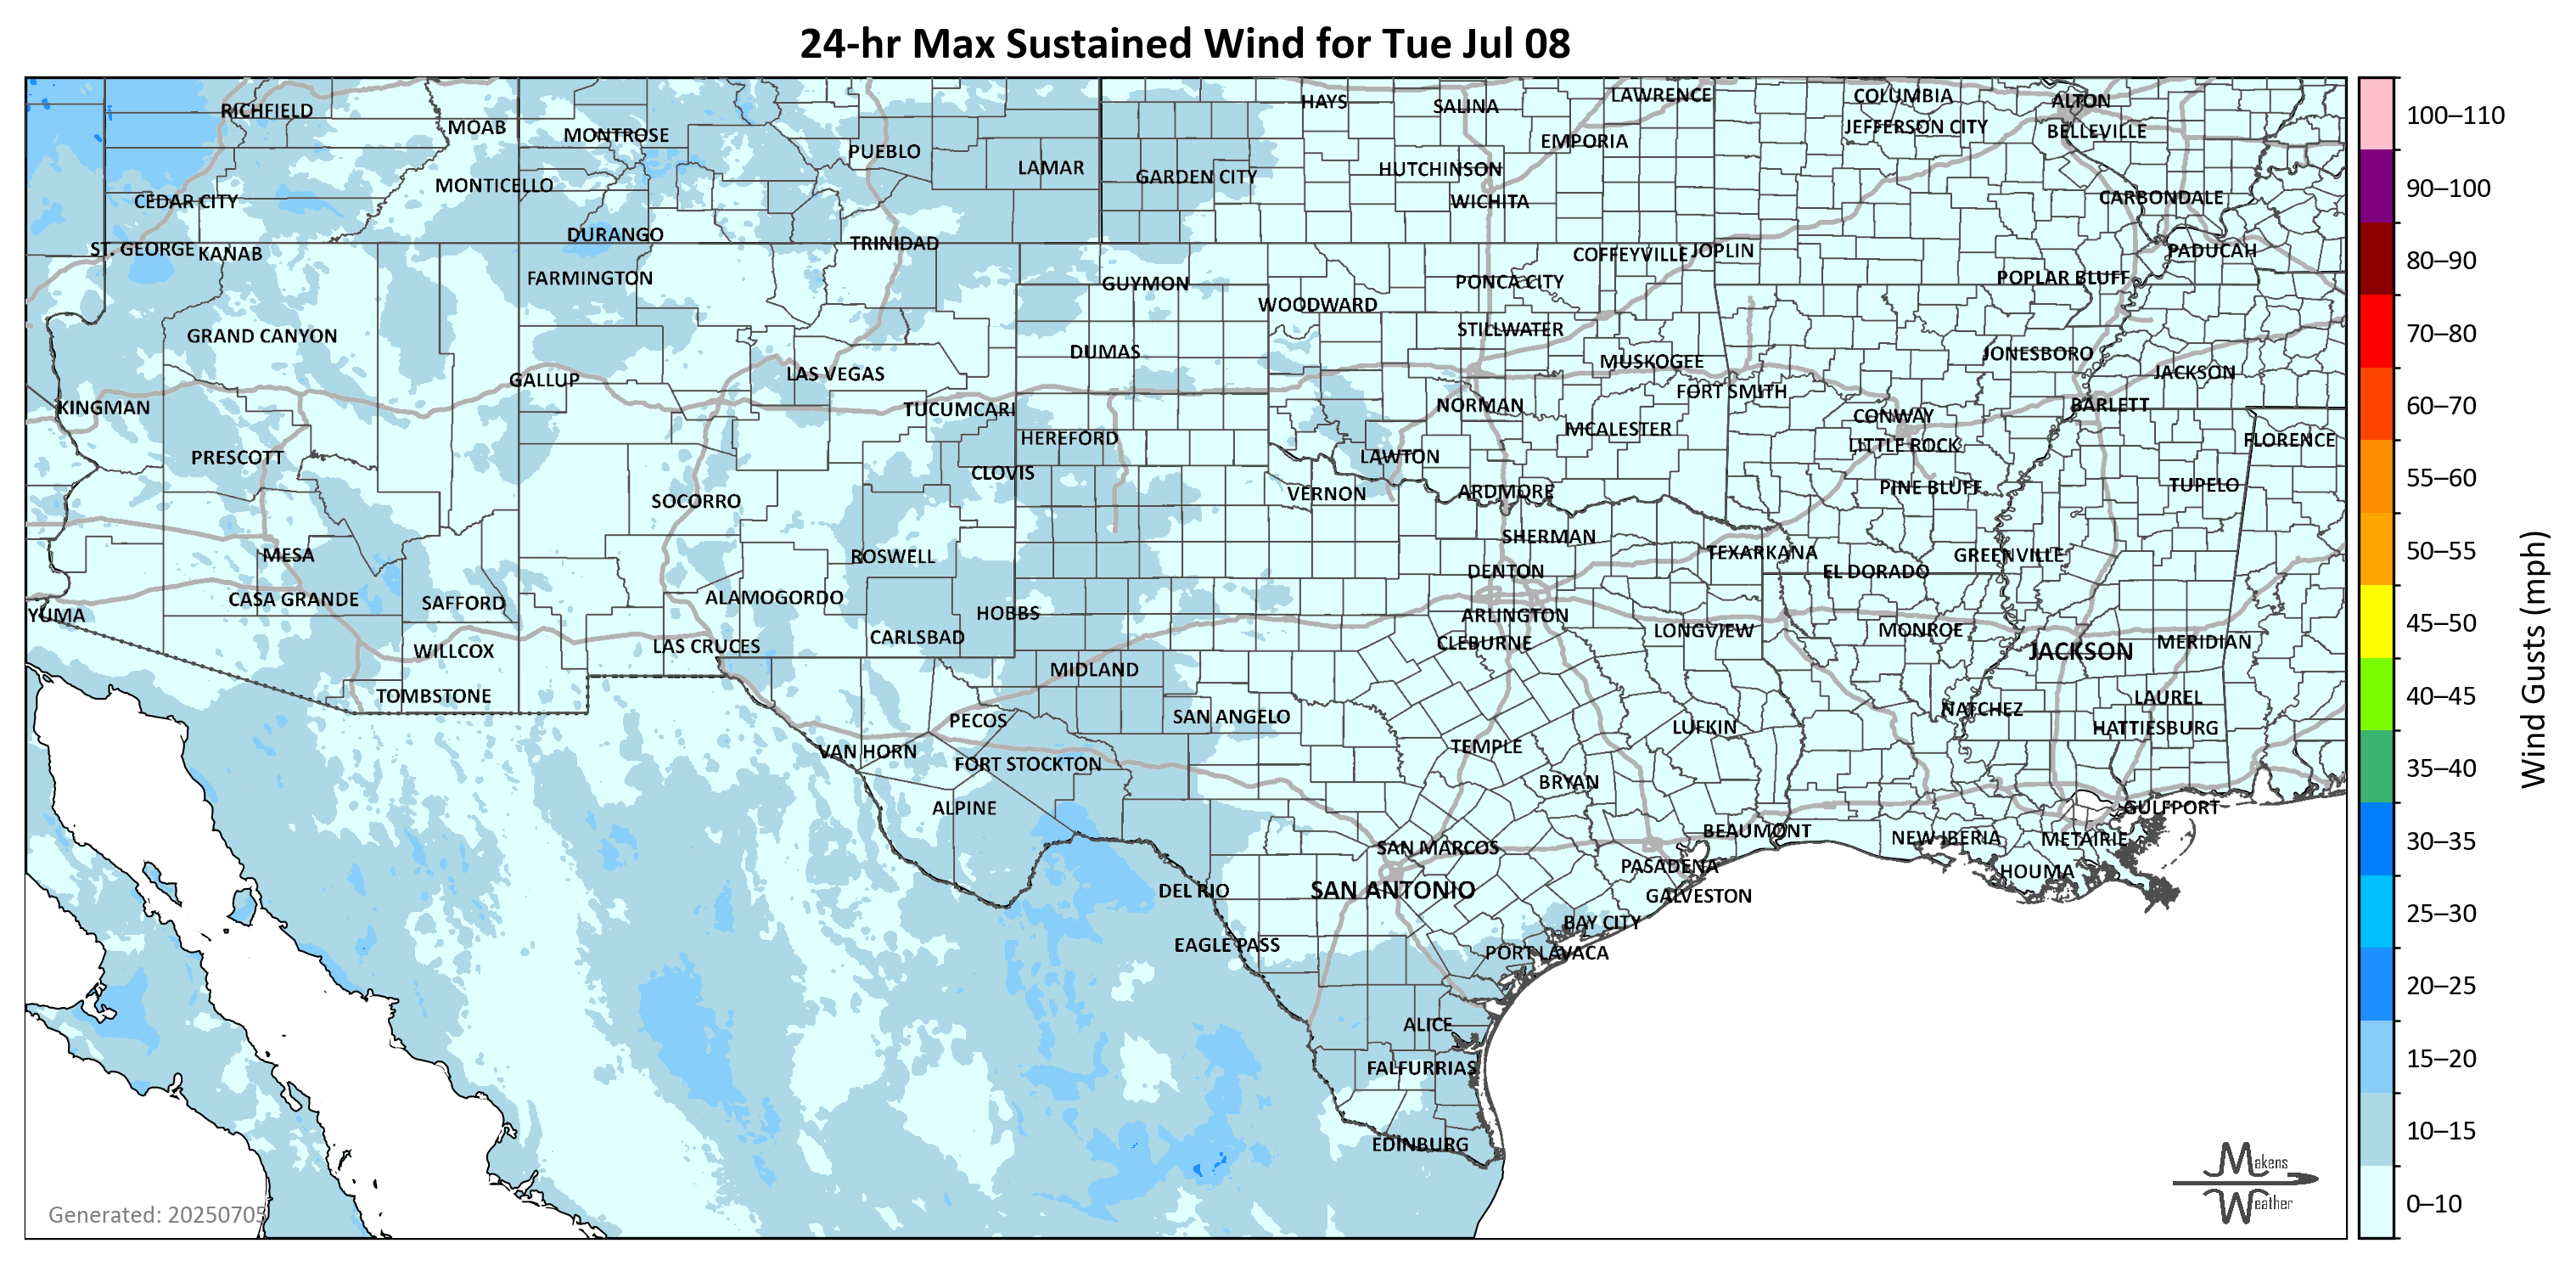 24-hr Max Sustained Wind for Tue Jul 08
RICHFIELD
MOAB
MONTROSE
PUEBLO
LAMAR
GARDEN CITY
HAYS
SALINA
LAWRENCE
EMPORIA
HUTCHINSON
WICHITA
COLUMBIA
JEFFERSON CITY
ALTON
BELLEVILLE
CARBONDALE
MONTICELLO
CEDAR CITY
DURANGO
TRINIDAD
ST. GEORGE
KANAB
FARMINGTON
GUYMON
WOODWARD
PONCA CITY
COFFEYVILLE
JOPLIN
POPLAR BLUFF
PADUCAH
GRAND CANYON
DUMAS
STILLWATER
MUSKOGEE
JONESBORO
JACKSON
GALLUP
LAS VEGAS
FORT SMITH
KINGMAN
TUCUMCARI
NORMAN
CONWAY
BARLETT
HEREFORD
MCALESTER
LITTLE ROCK
FLORENCE
PRESCOTT
CLOVIS
LAWTON
SOCORRO
VERNON
ARDMORE
PINE BLUFF
TUPELO
MESA
ROSWELL
SHERMAN
TEXARKANA
GREENVILLE
DENTON
EL DORADO
CASA GRANDE
SAFFORD
ALAMOGORDO
HOBBS
ARLINGTON
YUMA
LAS CRUCES
CARLSBAD
CLEBURNE
LONGVIEW
MONROE
JACKSON
MERIDIAN
WILLCOX
MIDLAND
TOMBSTONE
PECOS
SAN ANGELO
LUFKIN
NATCHEZ
LAUREL
HATTIESBURG
VAN HORN
FORT STOCKTON
TEMPLE
BRYAN
ALPINE
BEAUMONT
NEW IBERIA
METAIRIE
GULFPORT
SAN MARCOS
PASADENA
HOUMA
DEL RIO
SAN ANTONIO
GALVESTON
BAY CITY
EAGLE PASS
PORT LAVACA
ALICE
FALFURRIAS
EDINBURG
Generated: 20250705
Makens
Weather
100–110
90–100
80–90
70–80
60–70
55–60
50–55
45–50
40–45
35–40
30–35
25–30
20–25
15–20
10–15
0–10
Wind Gusts (mph)